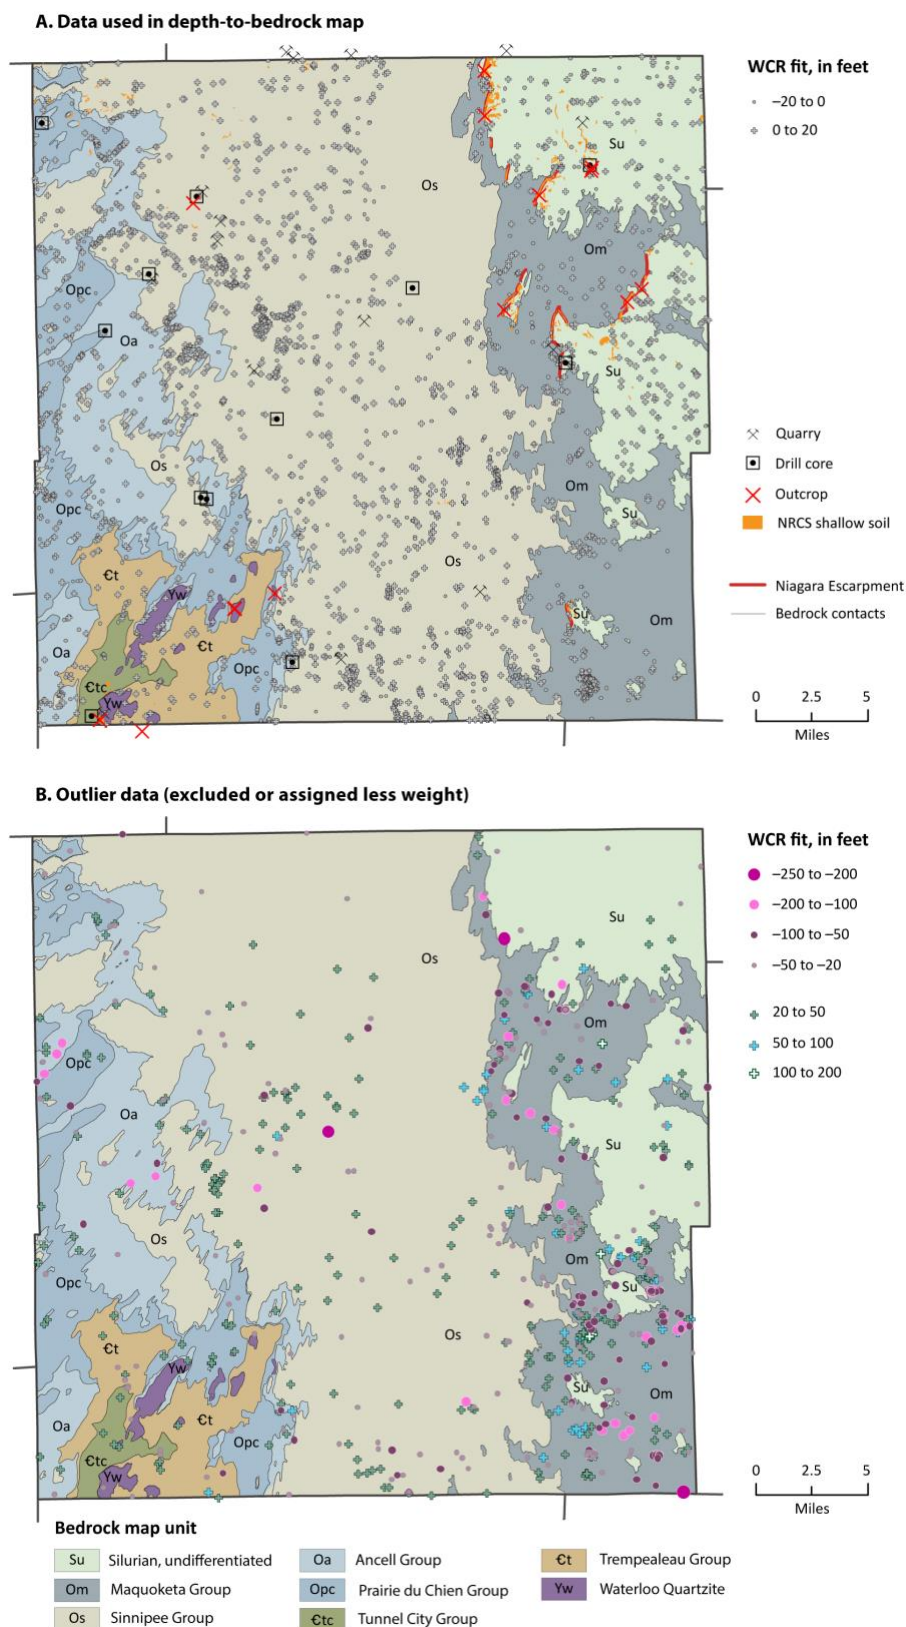 A. Data used in depth-to-bedrock map
WCR fit, in feet
–20 to 0
0 to 20
Su
Os
Om
Opc
Oa
Su
Quarry
Os
Drill core
Om
Opc
Outcrop
Su
NRCS shallow soil
Os
Єt
Niagara Escarpment
Yw
Su
Om
Bedrock contacts
Oa
Єt
Opc
Єtc
Yw
0 5
Miles
B. Outlier data (excluded or assigned less weight)
WCR fit, in feet
–250 to –200
–200 to –100
–100 to –50
–50 to –20
20 to 50
50 to 100
100 to 200
Su
Os
Om
Opc
Oa
Su
Os
Om
Opc
Su
Os
Єt
Yw
Su
Om
Oa
Єt
Opc
Єtc
Yw
0 2.5 5
Miles
Bedrock map unit
Su Silurian, undifferentiated
Om Maquoketa Group
Os Sinnipee Group
Oa Ancell Group
Opc Prairie du Chien Group
Єtc Tunnel City Group
Єt Trempealeau Group
Yw Waterloo Quartzite